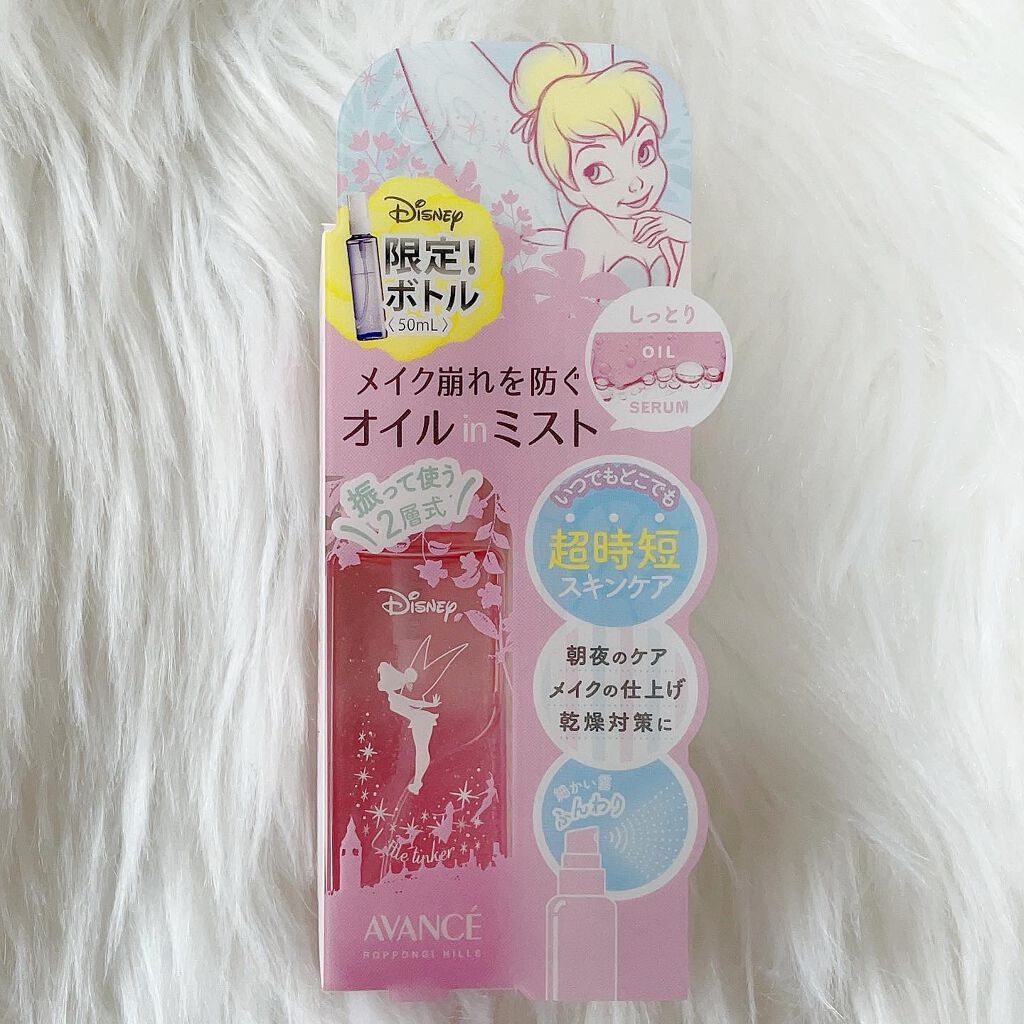 DISNEY
限定!
ボトル
〈50mL〉
しっとり
OIL
SERUM
メイク崩れを防ぐ
オイル in ミスト
振って使う
2層式
いつでもどこでも
超時短
スキンケア
DISNEY
朝夜のケア
メイクの仕上げ
乾燥対策に
細かい霧
ふんわり
little tinker
AVANCÉ
ROPPONGI HILLS